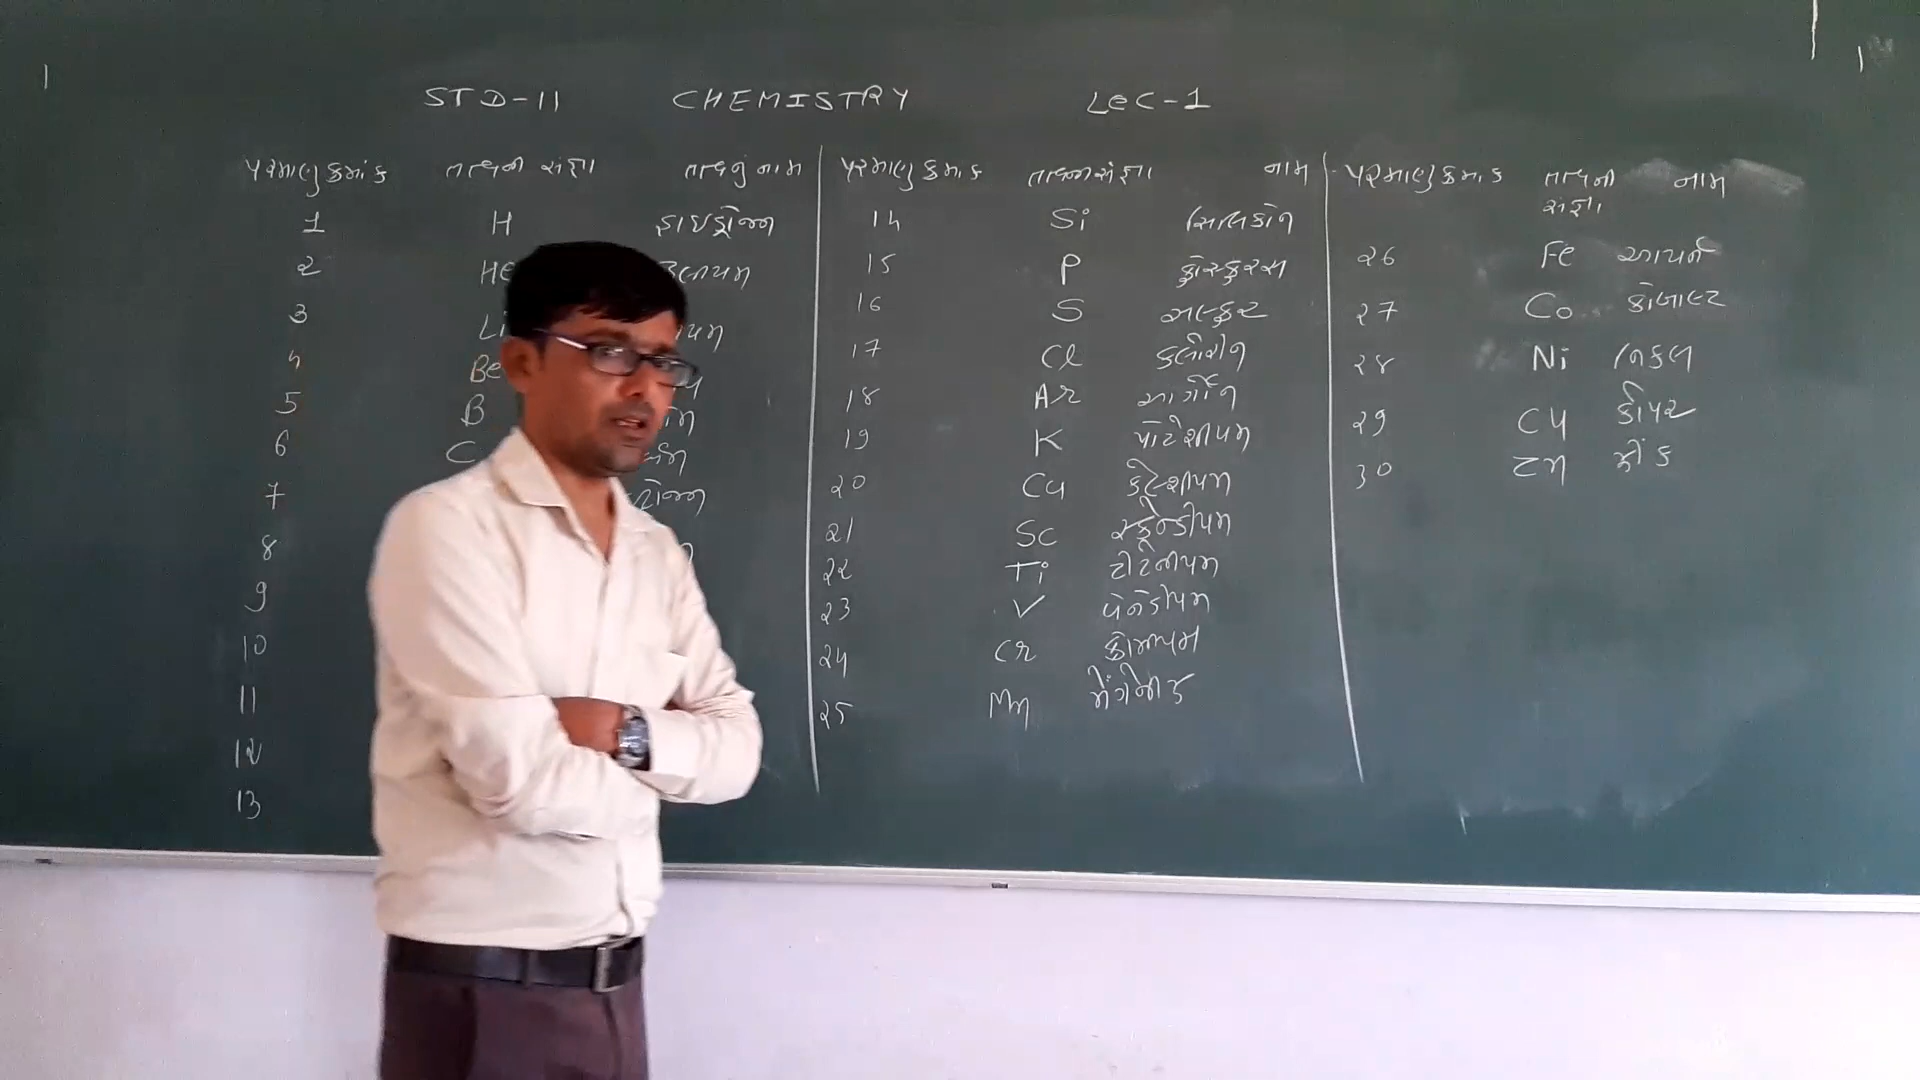 STD-11 CHEMISTRY Lec-1
પરમાણુ ક્રમાંક તત્વની સંજ્ઞા તત્વનું નામ
1 H હાઇડ્રોજન
2 He
3 Li
4 Be
5 B
6 C
7
8
9
10
11
12
13
પરમાણુ ક્રમાંક તત્વની સંજ્ઞા નામ
14 Si સિલિકોન
15 P ફોસ્ફરસ
16 S સલ્ફર
17 Cl ક્લોરીન
18 Ar આર્ગોન
19 K પોટેશીયમ
20 Ca કેલ્શીયમ
21 Sc સ્કેન્ડીયમ
22 Ti ટીટેનીયમ
23 V વેનેડીયમ
24 Cr ક્રોમીયમ
25 Mn મેંગેનીઝ
પરમાણુ ક્રમાંક તત્વની નામ
સંજ્ઞા
26 Fe આયર્ન
27 Co કોબાલ્ટ
28 Ni નિકલ
29 Cu કોપર
30 Zn ઝીંક